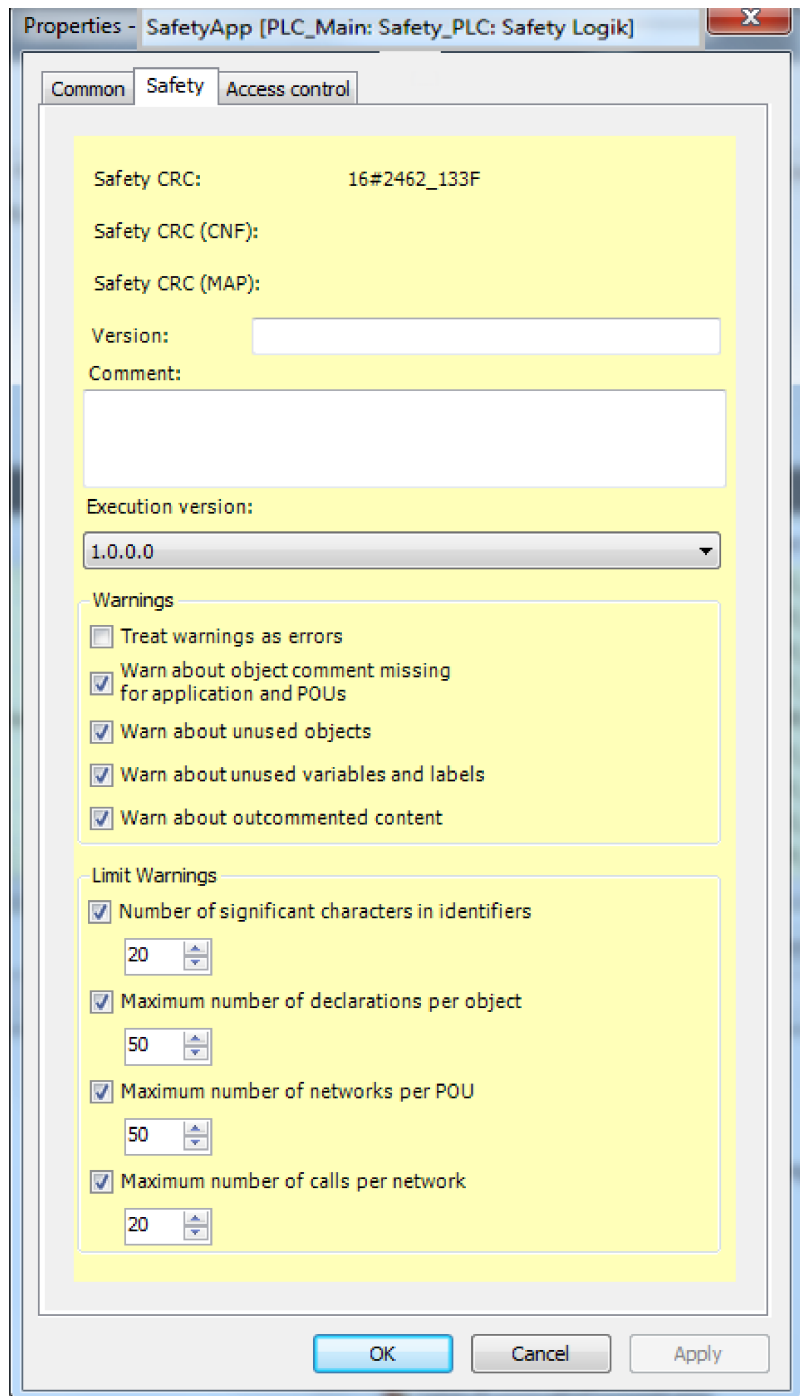 Properties - SafetyApp [PLC_Main: Safety_PLC: Safety Logik]
Common Safety Access control
Safety CRC: 16#2462_133F
Safety CRC (CNF):
Safety CRC (MAP):
Version:
Comment:
Execution version:
1.0.0.0
Warnings
Treat warnings as errors
Warn about object comment missing
for application and POUs
Warn about unused objects
Warn about unused variables and labels
Warn about outcommented content
Limit Warnings
Number of significant characters in identifiers
20
Maximum number of declarations per object
50
Maximum number of networks per POU
50
Maximum number of calls per network
20
OK Cancel Apply